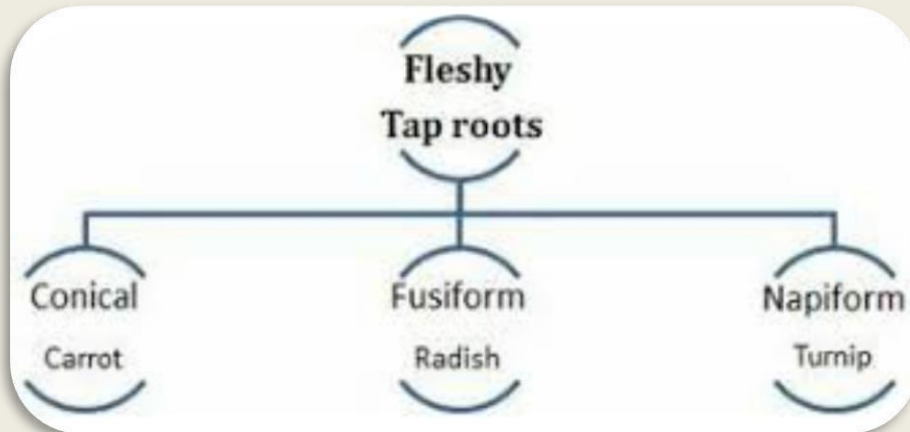 Fleshy
Tap roots
Conical
Carrot
Fusiform
Radish
Napiform
Turnip